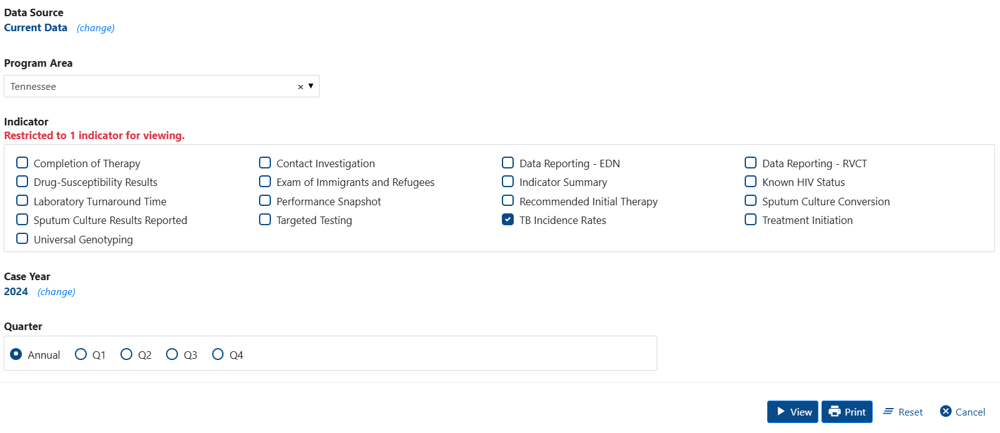 Data Source
Current Data (change)
Program Area
Tennessee × ▼
Indicator
Restricted to 1 indicator for viewing.
Completion of Therapy Contact Investigation Data Reporting - EDN Data Reporting - RVCT
Drug-Susceptibility Results Exam of Immigrants and Refugees Indicator Summary Known HIV Status
Laboratory Turnaround Time Performance Snapshot Recommended Initial Therapy Sputum Culture Conversion
Sputum Culture Results Reported Targeted Testing TB Incidence Rates Treatment Initiation
Universal Genotyping
Case Year
2024 (change)
Quarter
Annual Q1 Q2 Q3 Q4
View Print Reset Cancel